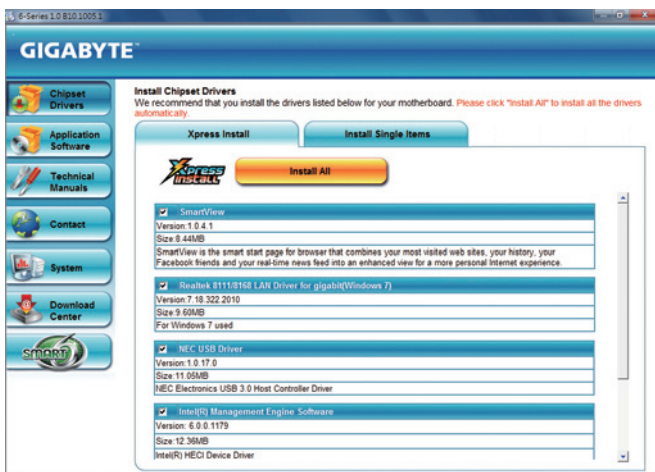 6-Series 1.0 B10.1005.1
GIGABYTE™
Chipset
Drivers
Application
Software
Technical
Manuals
Contact
System
Download
Center
SMART6
Install Chipset Drivers
We recommend that you install the drivers listed below for your motherboard. Please click "Install All" to install all the drivers
automatically.
Xpress Install
Install Single Items
Xpress
INSTALL
Install All
SmartView
Version:1.0.4.1
Size:8.44MB
SmartView is the smart start page for browser that combines your most visited web sites, your history, your
Facebook friends and your real-time news feed into an enhanced view for a more personal Internet experience.
Realtek 8111/8168 LAN Driver for gigabit(Windows 7)
Version:7.18.322.2010
Size:9.60MB
For Windows 7 used
NEC USB Driver
Version:1.0.17.0
Size:11.05MB
NEC Electronics USB 3.0 Host Controller Driver
Intel(R) Management Engine Software
Version: 6.0.0.1179
Size:12.36MB
Intel(R) HECI Device Driver